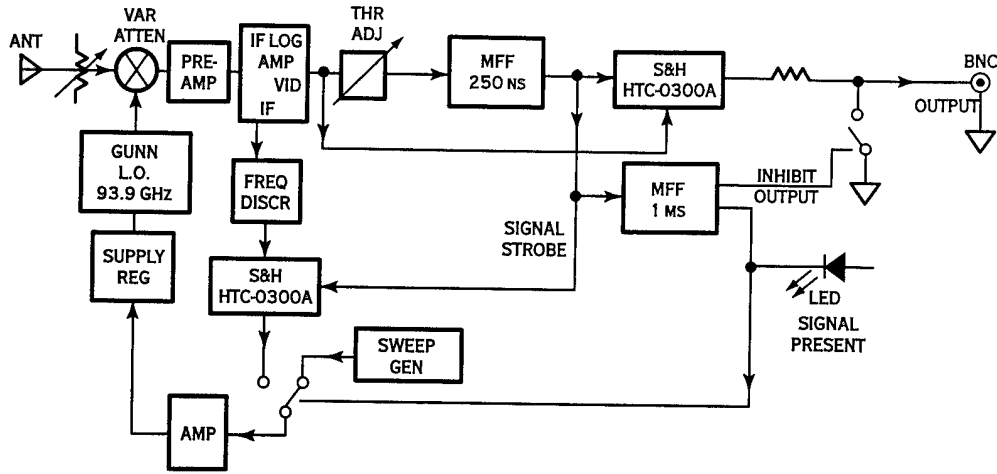 ANT
VAR
ATTEN
PRE-
AMP
IF LOG
AMP
VID
IF
THR
ADJ
MFF
250 NS
S&H
HTC-0300A
BNC
OUTPUT
GUNN
L.O.
93.9 GHz
FREQ
DISCR
MFF
1 MS
INHIBIT
OUTPUT
SIGNAL
STROBE
SUPPLY
REG
S&H
HTC-0300A
LED
SIGNAL
PRESENT
SWEEP
GEN
AMP